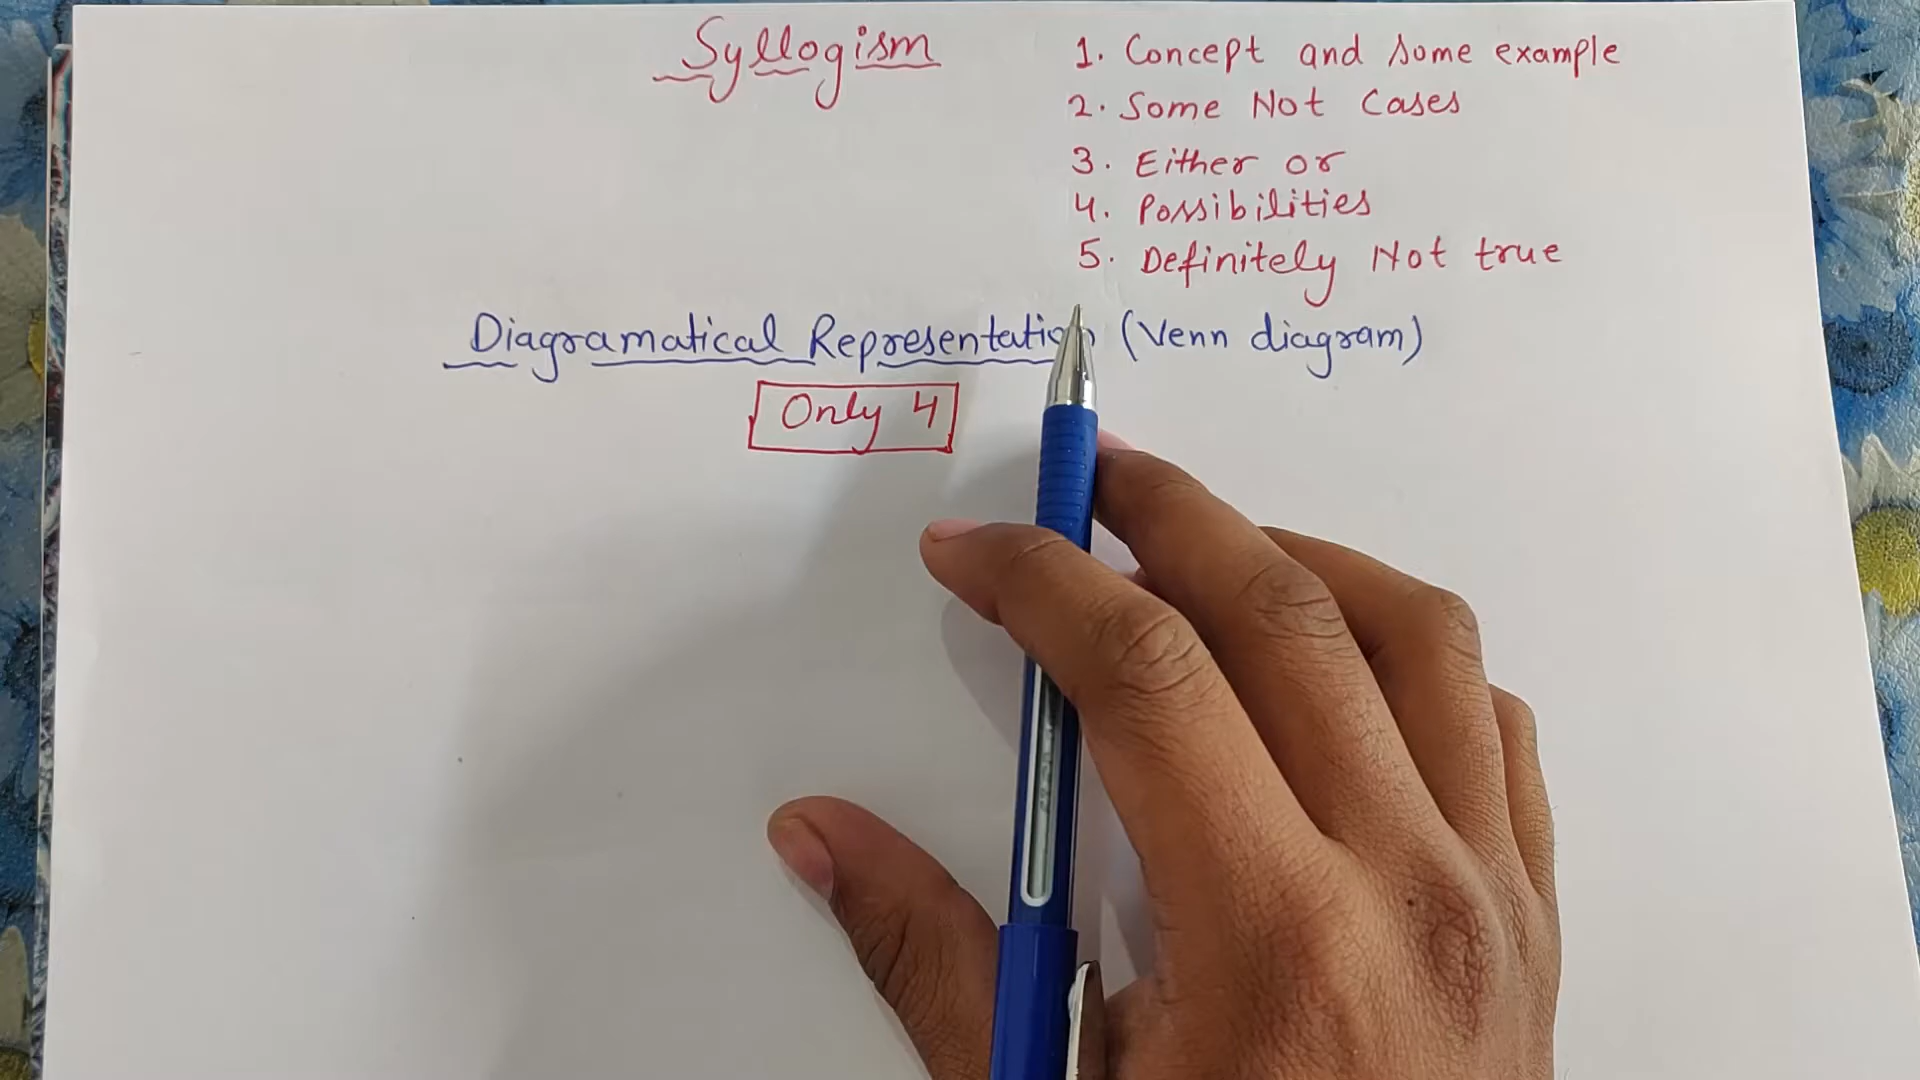 Syllogism
1. Concept and some example
2. Some Not Cases
3. Either or
4. Possibilities
5. Definitely Not true
Diagramatical Representation (Venn diagram)
Only 4